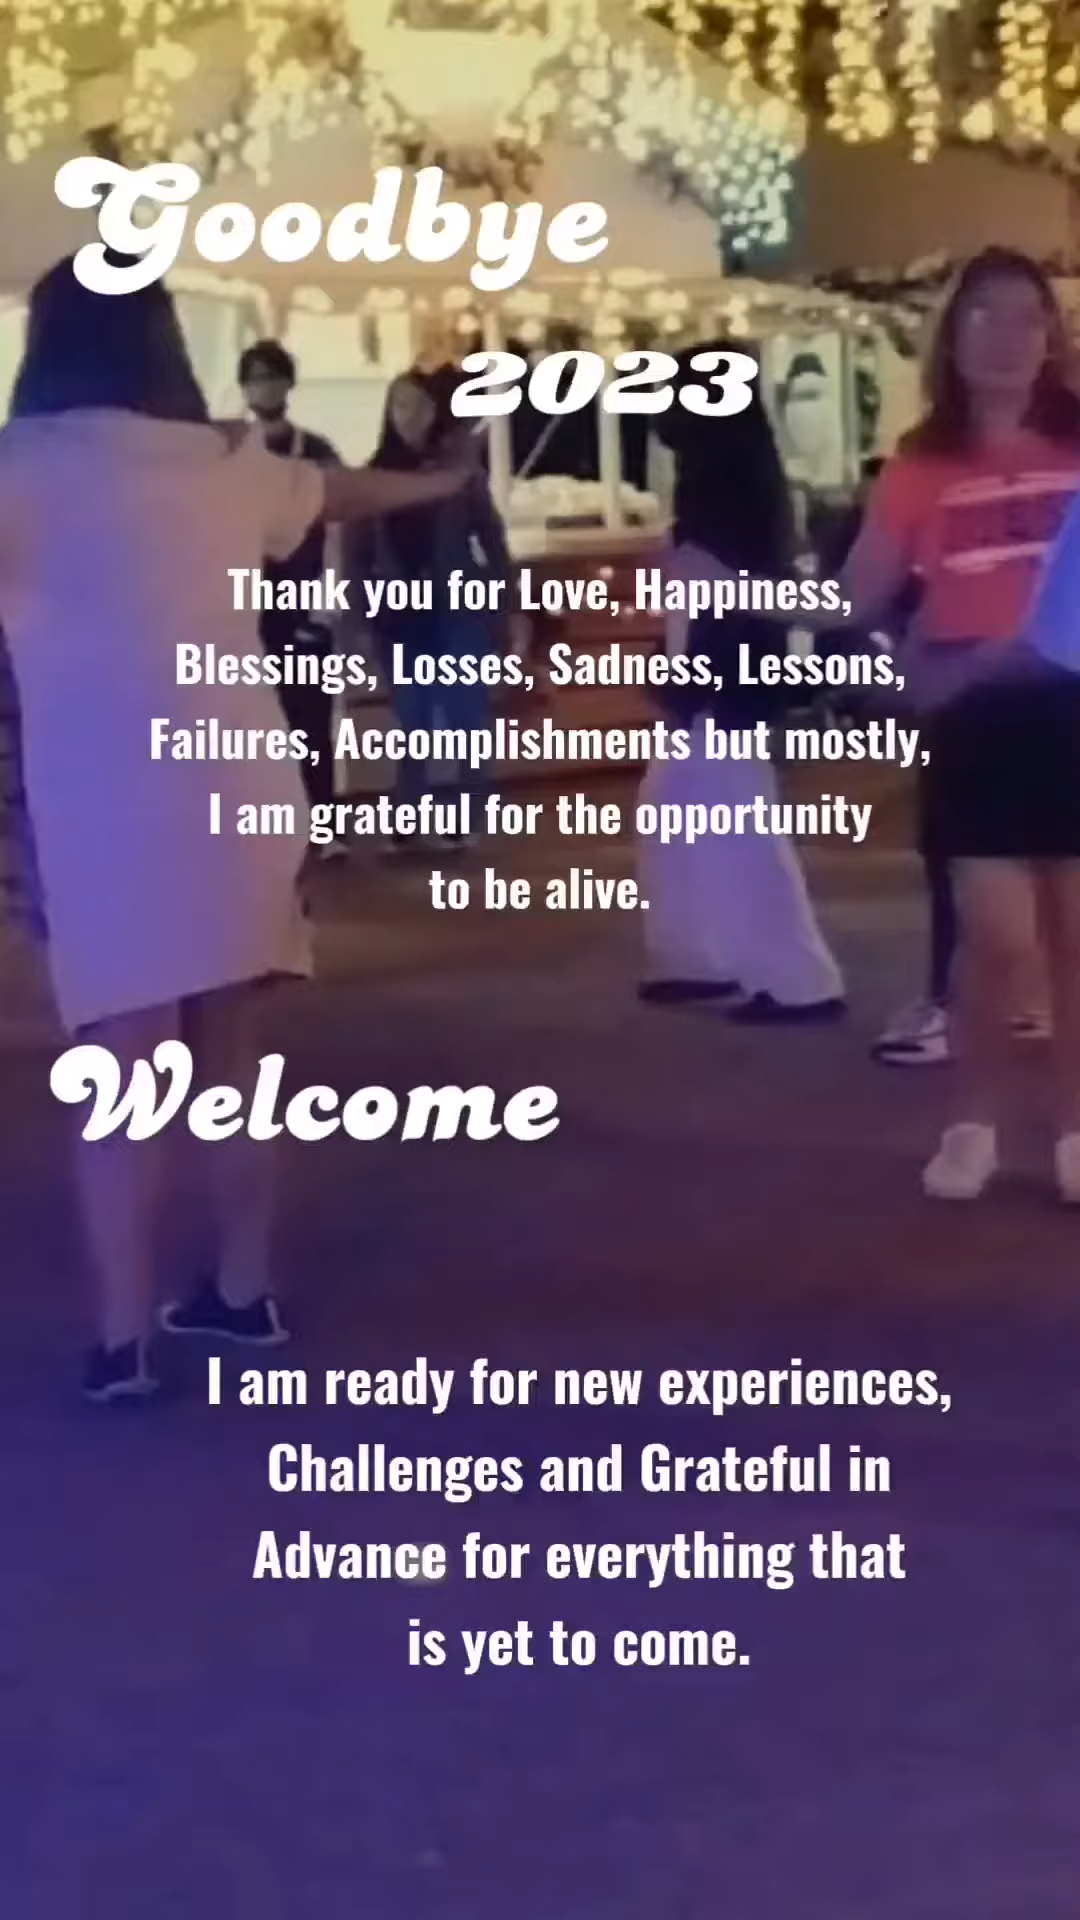 Goodbye
2023
Thank you for Love, Happiness,
Blessings, Losses, Sadness, Lessons,
Failures, Accomplishments but mostly,
I am grateful for the opportunity
to be alive.
Welcome
I am ready for new experiences,
Challenges and Grateful in
Advance for everything that
is yet to come.